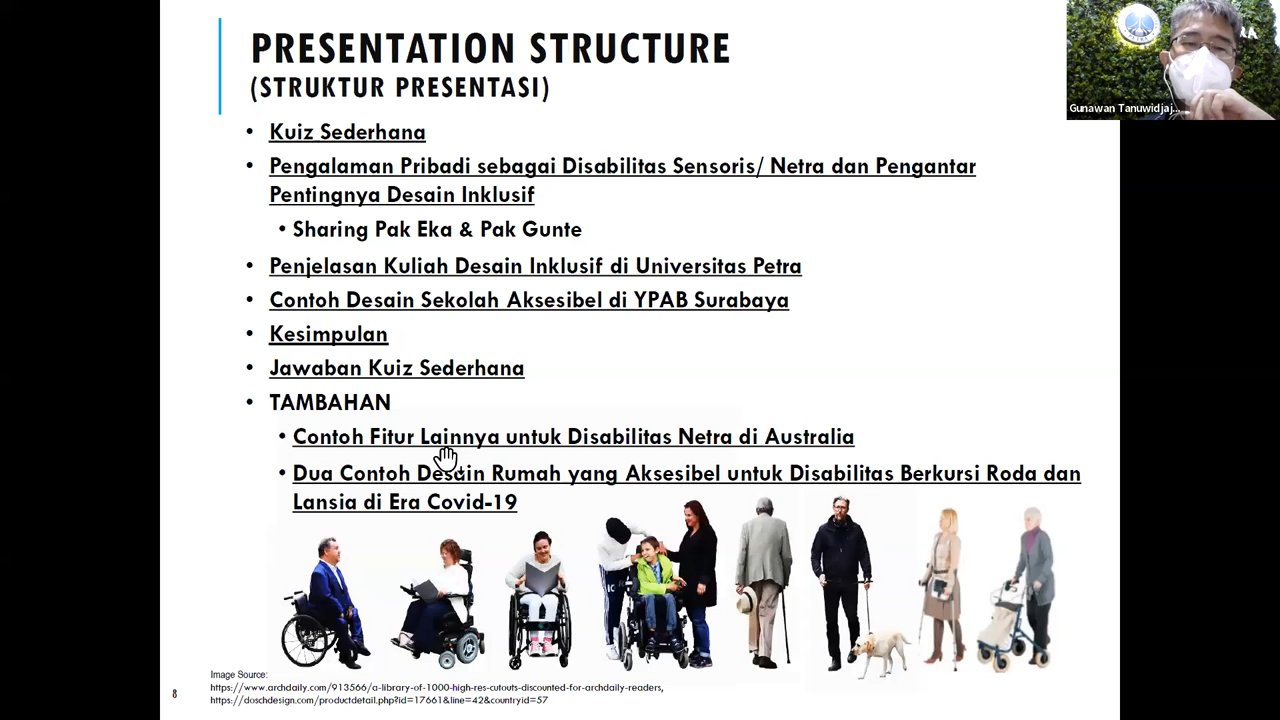 PRESENTATION STRUCTURE
(STRUKTUR PRESENTASI)
• Kuiz Sederhana
• Pengalaman Pribadi sebagai Disabilitas Sensoris/ Netra dan Pengantar
Pentingnya Desain Inklusif
• Sharing Pak Eka & Pak Gunte
• Penjelasan Kuliah Desain Inklusif di Universitas Petra
• Contoh Desain Sekolah Aksesibel di YPAB Surabaya
• Kesimpulan
• Jawaban Kuiz Sederhana
• TAMBAHAN
• Contoh Fitur Lainnya untuk Disabilitas Netra di Australia
• Dua Contoh Desain Rumah yang Aksesibel untuk Disabilitas Berkursi Roda dan
Lansia di Era Covid-19
Image Source:
https://www.archdaily.com/913566/a-library-of-1000-high-res-cutouts-discounted-for-archdaily-readers,
https://doschdesign.com/productdetail.php?id=17661&line=42&countryid=57
8
Gunawan Tanuwidjaj...